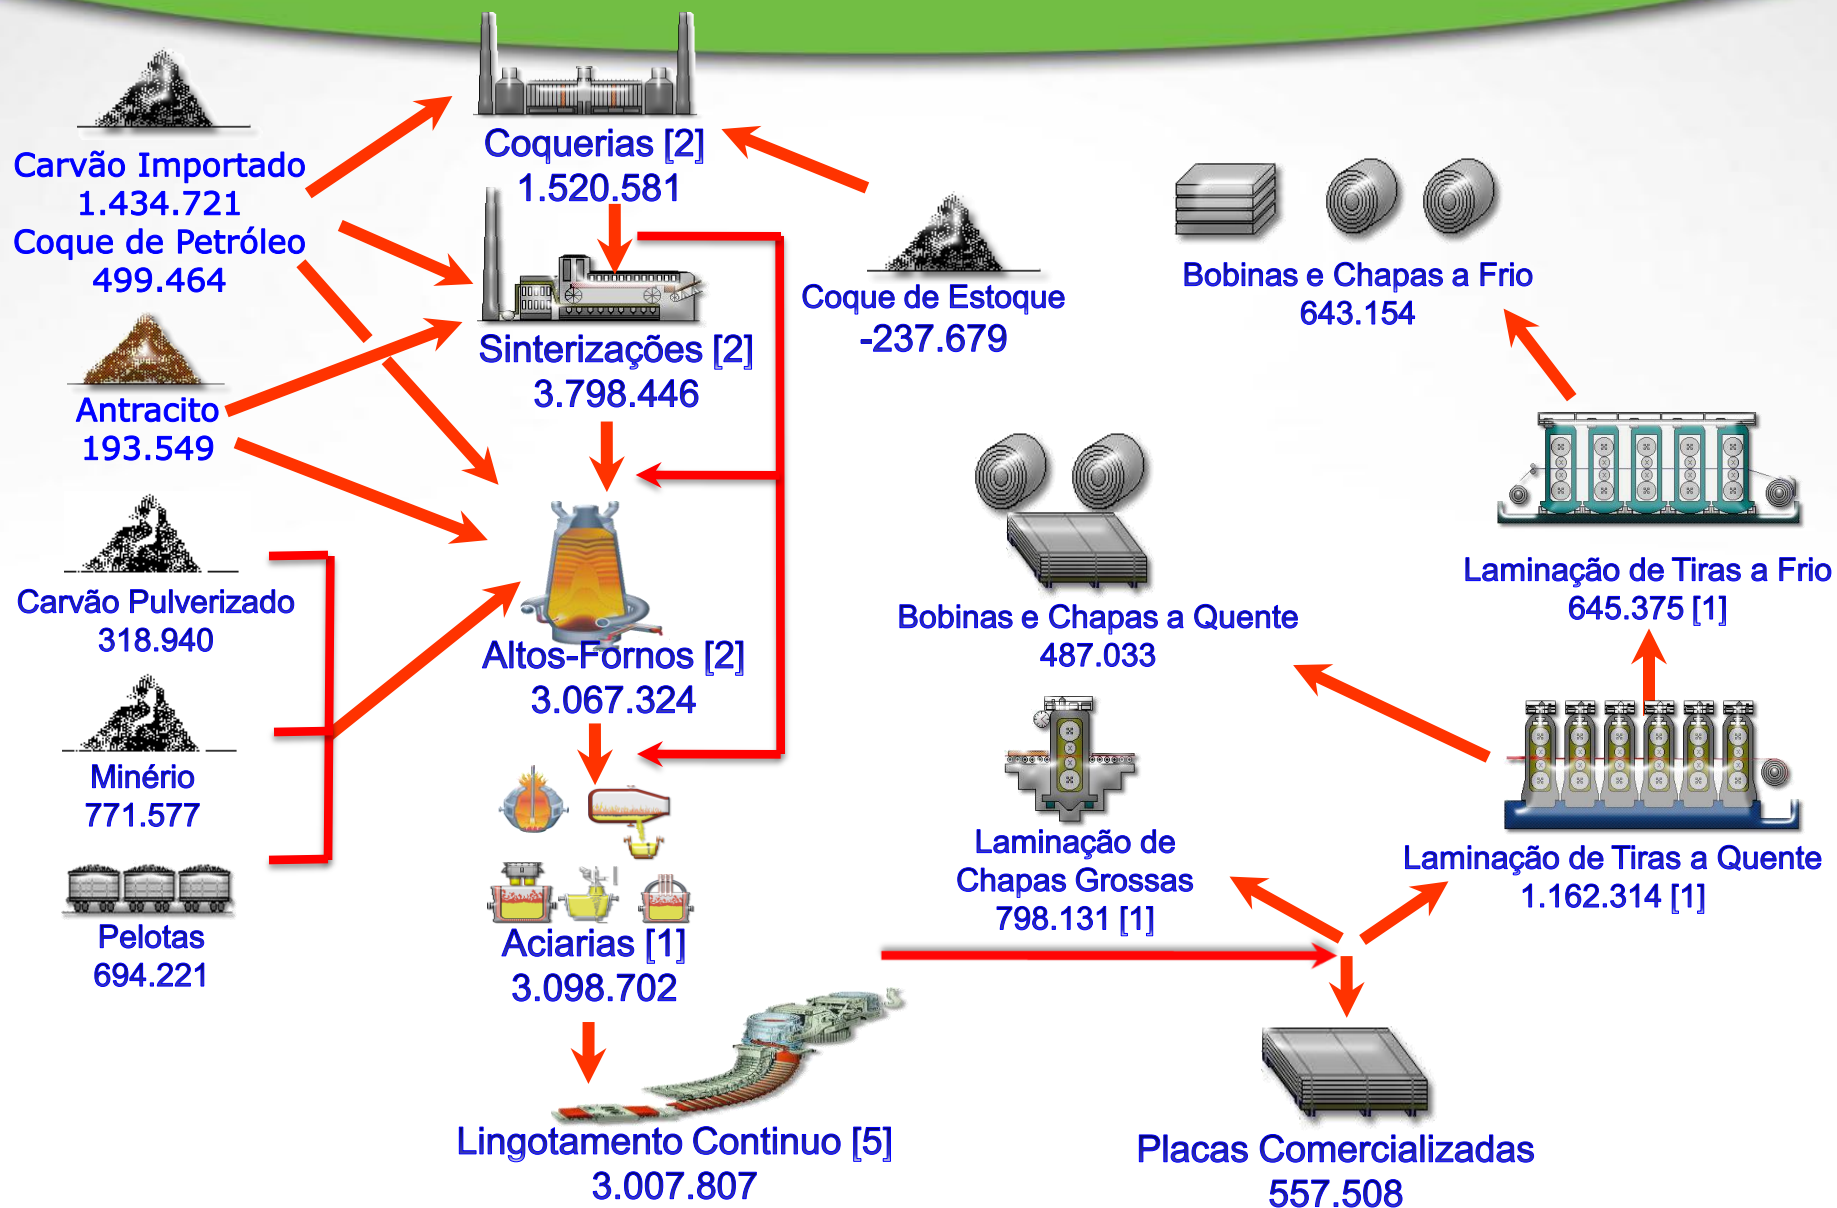 Coquerias [2]
1.520.581
Carvão Importado
1.434.721
Coque de Petróleo
499.464
Coque de Estoque
-237.679
Bobinas e Chapas a Frio
643.154
Sinterizações [2]
3.798.446
Antracito
193.549
Carvão Pulverizado
318.940
Laminação de Tiras a Frio
645.375 [1]
Bobinas e Chapas a Quente
487.033
Altos-Fornos [2]
3.067.324
Minério
771.577
Laminação de
Chapas Grossas
798.131 [1]
Laminação de Tiras a Quente
1.162.314 [1]
Pelotas
694.221
Aciarias [1]
3.098.702
Lingotamento Continuo [5]
3.007.807
Placas Comercializadas
557.508